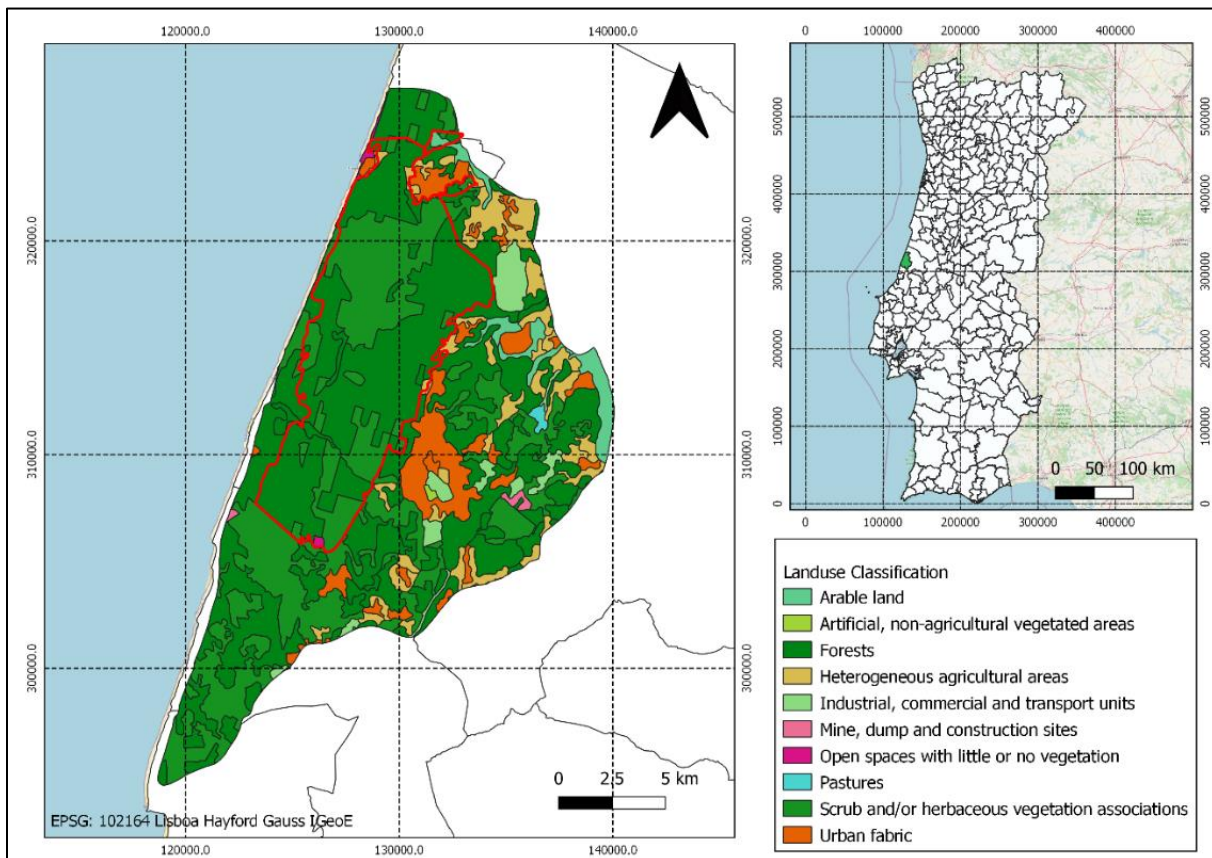 120000.0 130000.0 140000.0
320000.0 320000.0
310000.0 310000.0
300000.0 300000.0
0 2.5 5 km
EPSG: 102164 Lisboa Hayford Gauss IGeoE
120000.0 130000.0 140000.0
0 100000 200000 300000 400000
500000 500000
400000 400000
300000 300000
200000 200000
100000 100000
0 0
0 50 100 km
0 100000 200000 300000 400000
Landuse Classification
Arable land
Artificial, non-agricultural vegetated areas
Forests
Heterogeneous agricultural areas
Industrial, commercial and transport units
Mine, dump and construction sites
Open spaces with little or no vegetation
Pastures
Scrub and/or herbaceous vegetation associations
Urban fabric